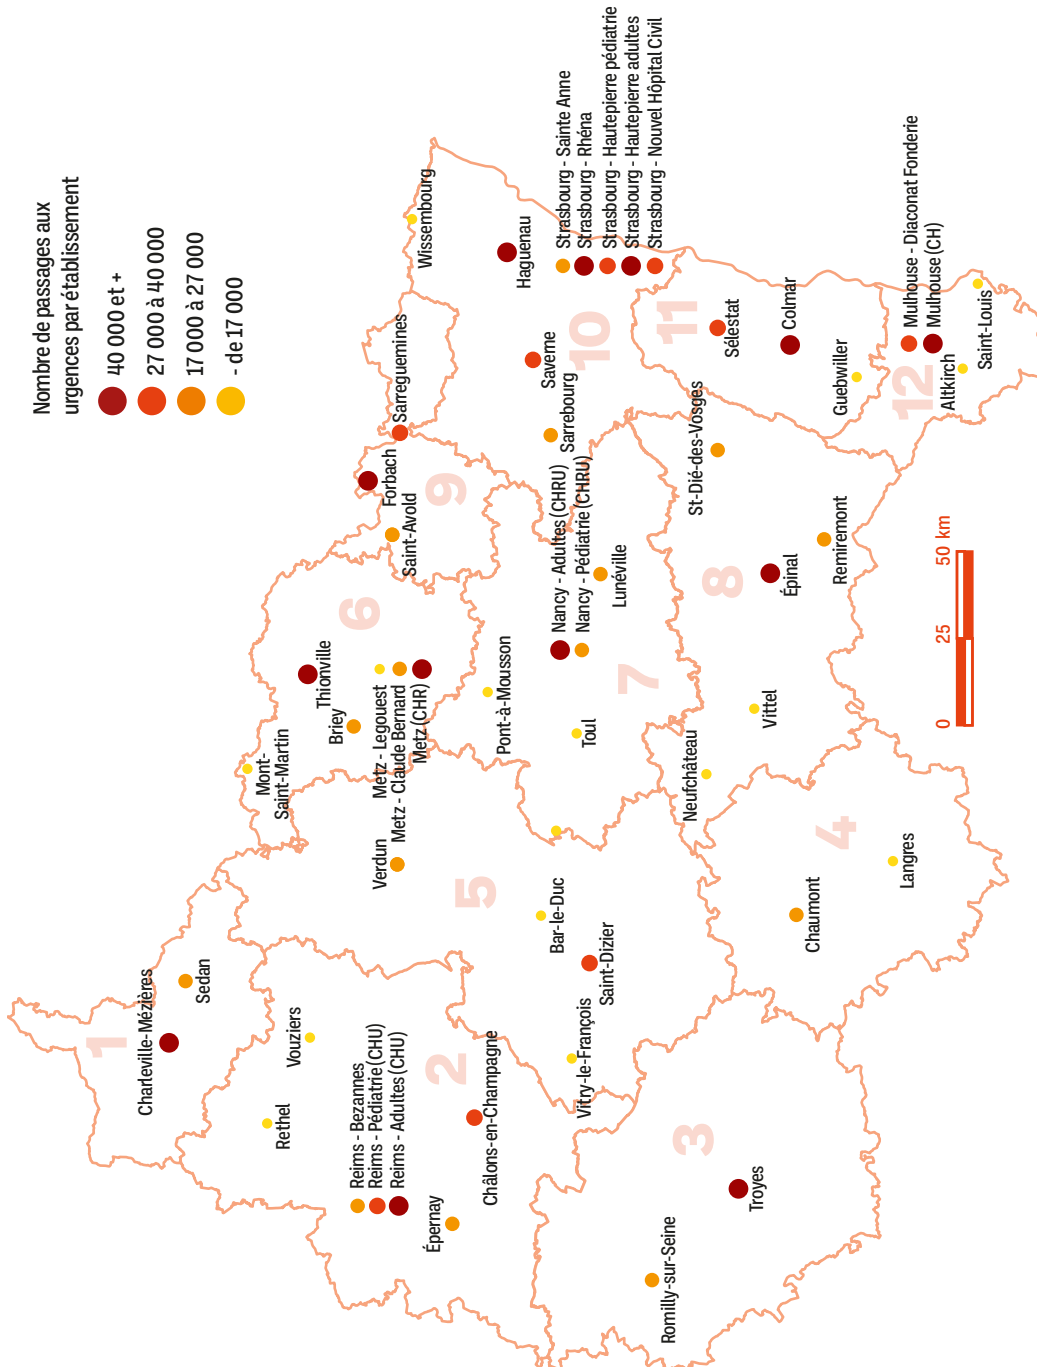 Nombre de passages aux
urgences par établissement
40 000 et +
27 000 à 40 000
17 000 à 27 000
- de 17 000
1
Charleville-Mézières
Sedan
Rethel
Vouziers
2
Reims - Bezannes
Reims - Pédiatrie (CHU)
Reims - Adultes (CHU)
Épernay
Châlons-en-Champagne
3
Romilly-sur-Seine
Troyes
4
Chaumont
Langres
5
Verdun
Bar-le-Duc
Saint-Dizier
Vitry-le-François
6
Mont-
Saint-Martin
Briey
Thionville
Metz - Legouest
Metz - Claude Bernard
Metz (CHR)
7
Pont-à-Mousson
Toul
Nancy - Adultes (CHRU)
Nancy - Pédiatrie (CHRU)
Lunéville
8
Neufchâteau
Vittel
Épinal
Remiremont
St-Dié-des-Vosges
9
Saint-Avold
Forbach
Sarreguemines
10
Wissembourg
Haguenau
Saverne
Sarrebourg
Strasbourg - Sainte Anne
Strasbourg - Rhéna
Strasbourg - Hautepierre pédiatrie
Strasbourg - Hautepierre adultes
Strasbourg - Nouvel Hôpital Civil
11
Sélestat
Colmar
Guebwiller
12
Mulhouse - Diaconat Fonderie
Mulhouse (CH)
Altkirch
Saint-Louis
0 25 50 km